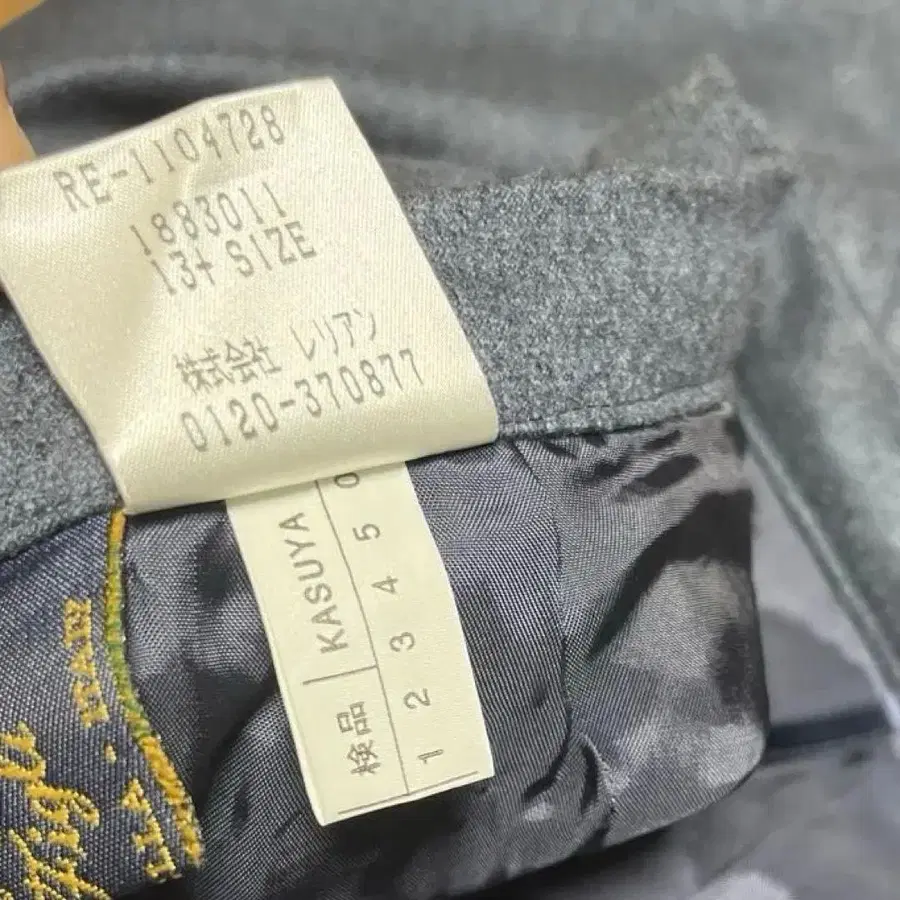 RE-1104728
1883011
13+ SIZE
株式会社 レリアン
0120-370877
検品 KASUYA
1 2 3 4 5